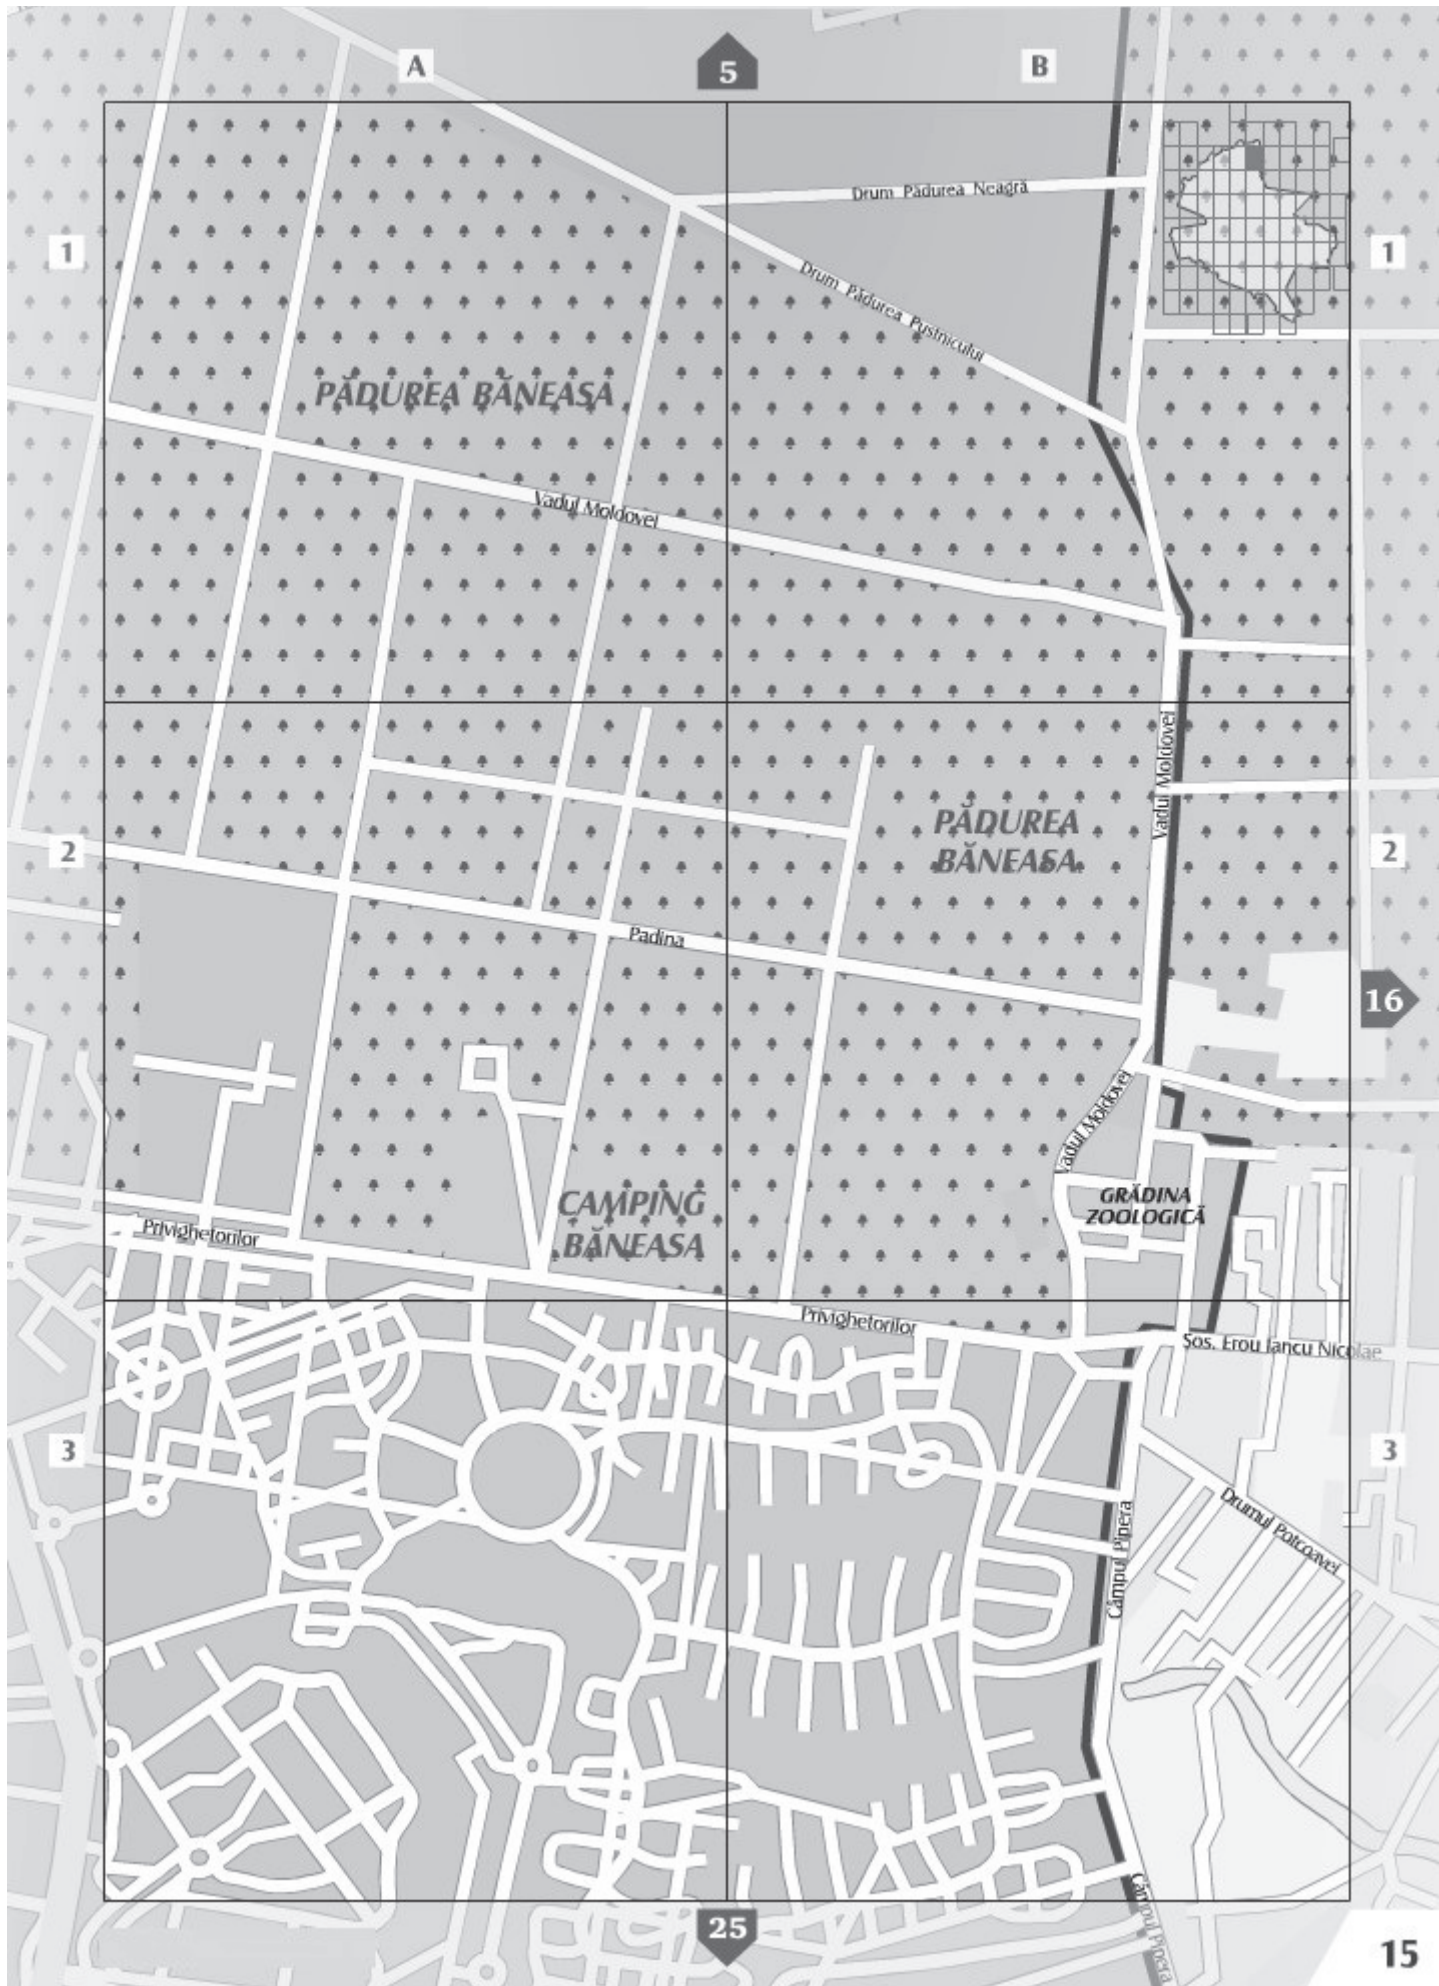 A
5
B
Drum Pădurea Neagră
1
1
Drum Pădurea Pustnicului
PĂDUREA BĂNEASA
Vadul Moldovei
Vadul Moldovei
PĂDUREA
BĂNEASA
2
2
Padina
16
Vadul Moldovei
GRĂDINA
ZOOLOGICĂ
CAMPING
BĂNEASA
Privighetorilor
Privighetorilor
Șos. Erou Iancu Nicolae
3
3
Drumul Potcoavei
Câmpul Pipera
Câmpul Pipera
25
15